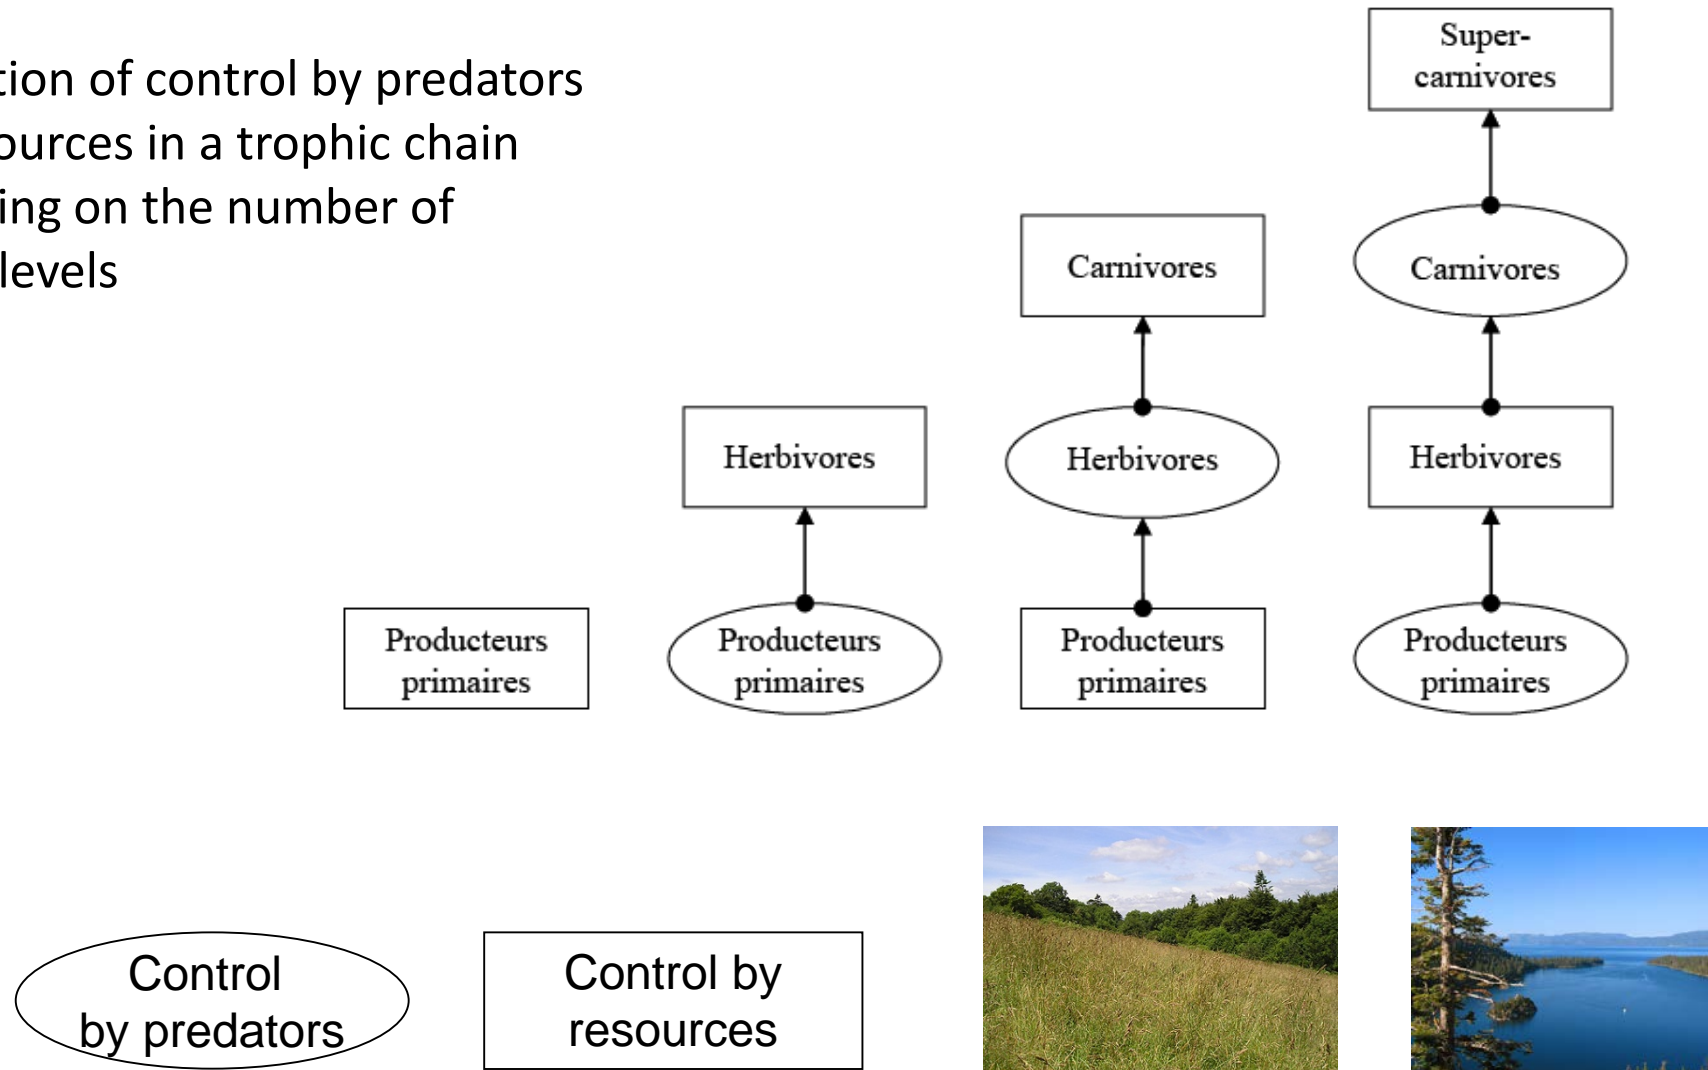 tion of control by predators
ources in a trophic chain
ing on the number of
levels
Super-
carnivores
Carnivores
Carnivores
Herbivores
Herbivores
Herbivores
Producteurs
primaires
Producteurs
primaires
Producteurs
primaires
Producteurs
primaires
Control
by predators
Control by
resources